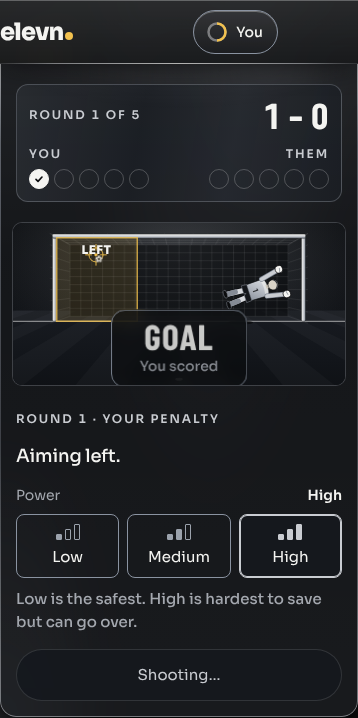 elevn.
You
ROUND 1 OF 5
1 - 0
YOU
THEM
LEFT
GOAL
You scored
ROUND 1 · YOUR PENALTY
Aiming left.
Power
High
Low
Medium
High
Low is the safest. High is hardest to save
but can go over.
Shooting...